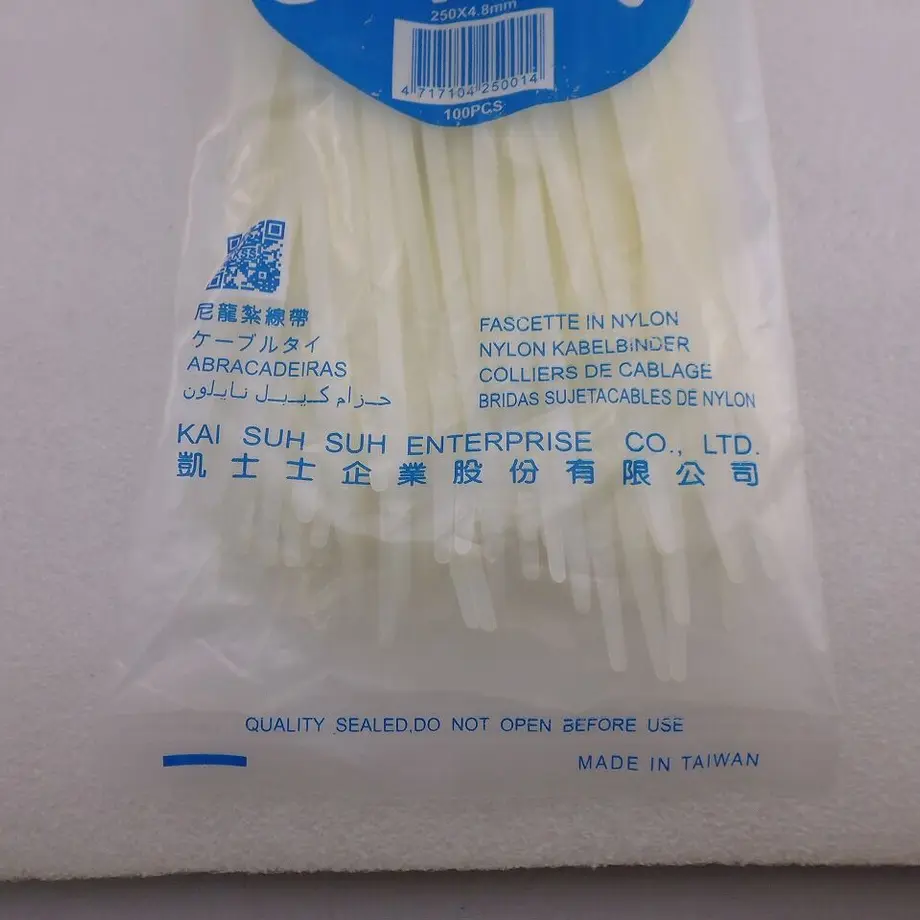 250X4.8mm
4 717104 250014
100PCS
KSS
尼龍紮線帶
ケーブルタイ
ABRACADEIRAS
حزام كيبل نايلون
FASCETTE IN NYLON
NYLON KABELBINDER
COLLIERS DE CABLAGE
BRIDAS SUJETACABLES DE NYLON
KAI SUH SUH ENTERPRISE CO., LTD.
凱士士企業股份有限公司
QUALITY SEALED,DO NOT OPEN BEFORE USE
MADE IN TAIWAN